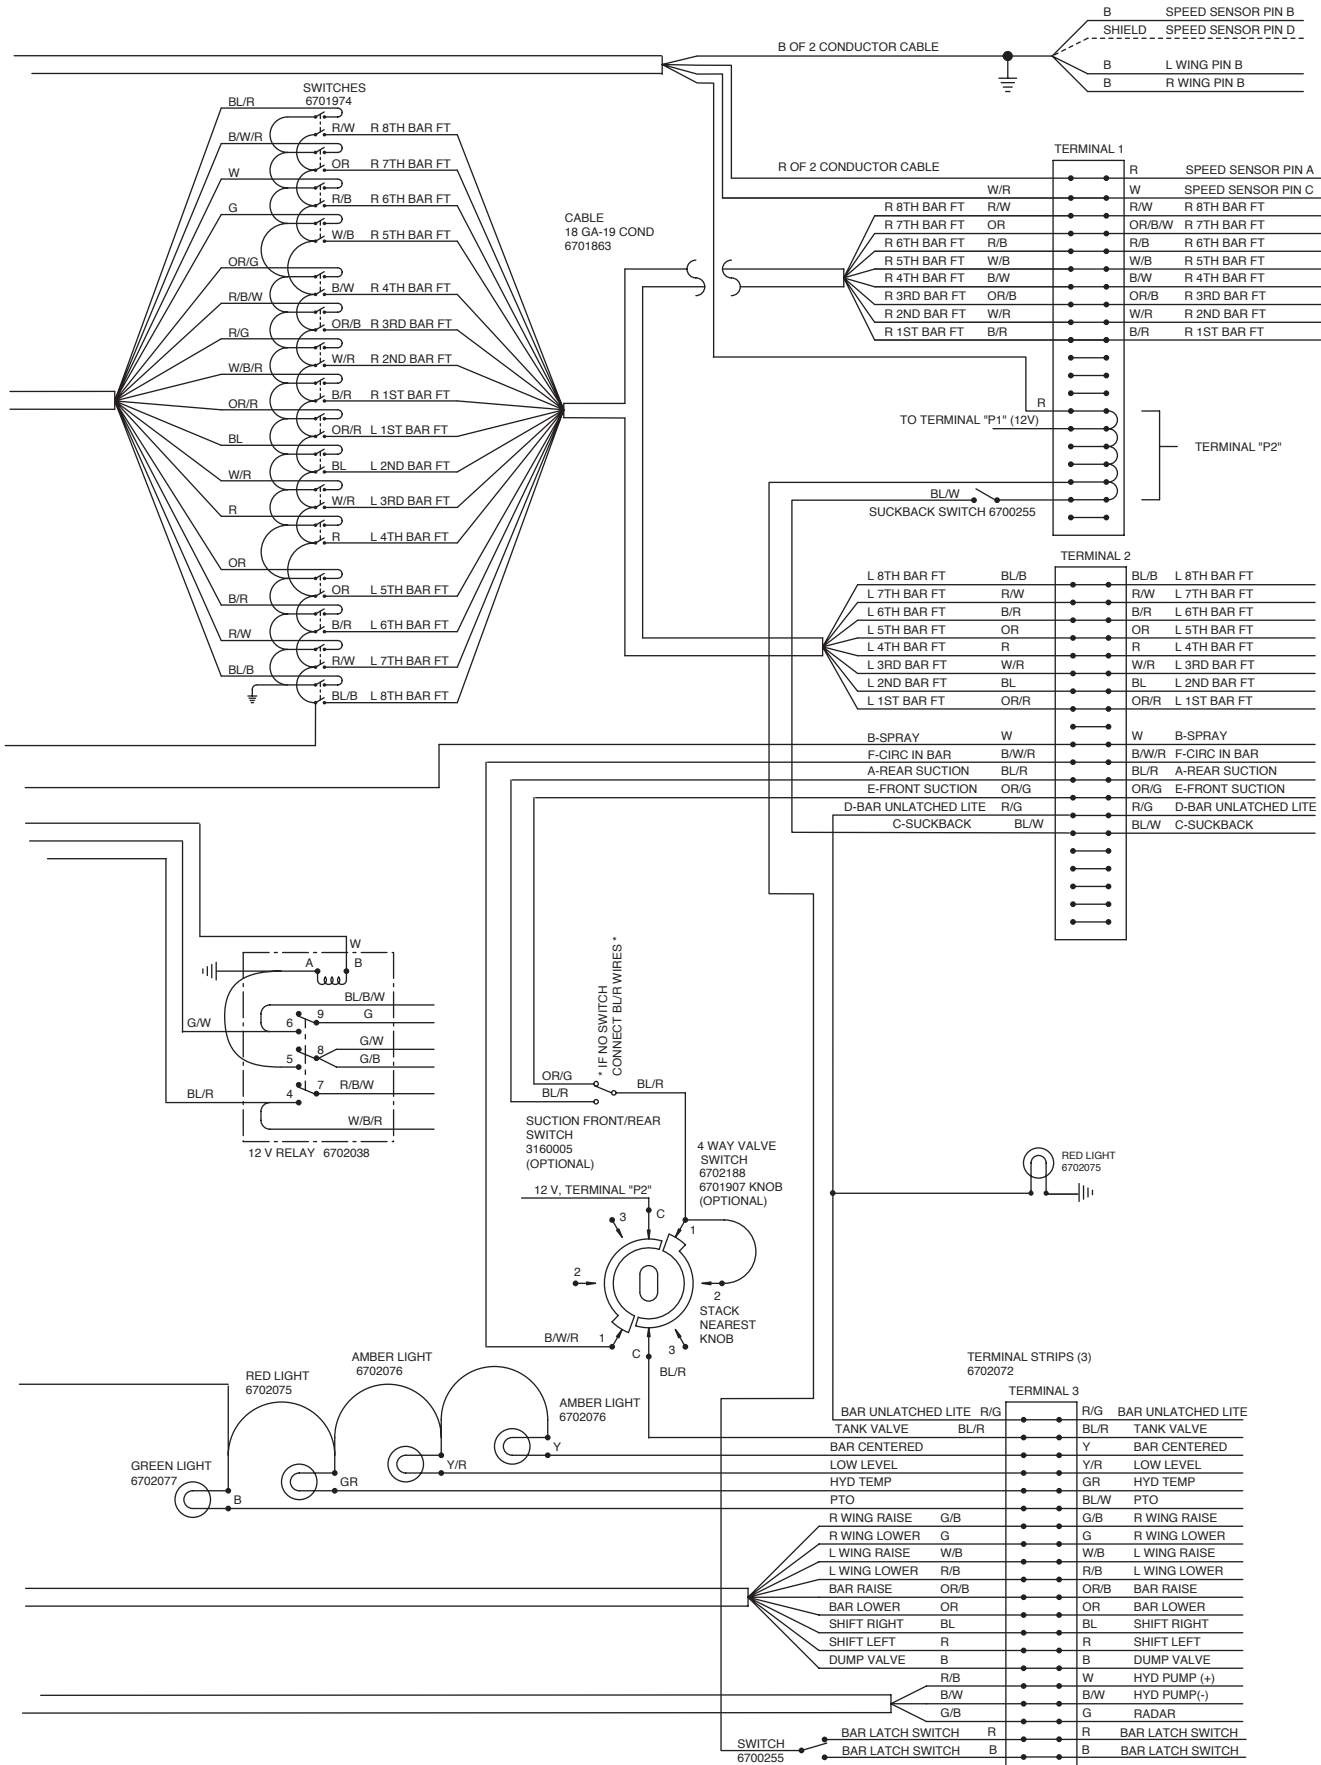 B SPEED SENSOR PIN B
SHIELD SPEED SENSOR PIN D
B OF 2 CONDUCTOR CABLE
B L WING PIN B
B R WING PIN B
SWITCHES
6701974
BL/R
R/W R 8TH BAR FT
B/W/R
OR R 7TH BAR FT
W
R/B R 6TH BAR FT
G
W/B R 5TH BAR FT
OR/G
B/W R 4TH BAR FT
R/B/W
OR/B R 3RD BAR FT
R/G
W/R R 2ND BAR FT
W/B/R
B/R R 1ST BAR FT
OR/R
OR/R L 1ST BAR FT
BL
BL L 2ND BAR FT
W/R
W/R L 3RD BAR FT
R
R L 4TH BAR FT
OR
OR L 5TH BAR FT
B/R
B/R L 6TH BAR FT
R/W
R/W L 7TH BAR FT
BL/B
BL/B L 8TH BAR FT
CABLE
18 GA-19 COND
6701863
TERMINAL 1
R OF 2 CONDUCTOR CABLE R SPEED SENSOR PIN A
W/R W SPEED SENSOR PIN C
R 8TH BAR FT R/W R/W R 8TH BAR FT
R 7TH BAR FT OR OR/B/W R 7TH BAR FT
R 6TH BAR FT R/B R/B R 6TH BAR FT
R 5TH BAR FT W/B W/B R 5TH BAR FT
R 4TH BAR FT B/W B/W R 4TH BAR FT
R 3RD BAR FT OR/B OR/B R 3RD BAR FT
R 2ND BAR FT W/R W/R R 2ND BAR FT
R 1ST BAR FT B/R B/R R 1ST BAR FT
R
TO TERMINAL "P1" (12V)
TERMINAL "P2"
BL/W
SUCKBACK SWITCH 6700255
TERMINAL 2
L 8TH BAR FT BL/B BL/B L 8TH BAR FT
L 7TH BAR FT R/W R/W L 7TH BAR FT
L 6TH BAR FT B/R B/R L 6TH BAR FT
L 5TH BAR FT OR OR L 5TH BAR FT
L 4TH BAR FT R R L 4TH BAR FT
L 3RD BAR FT W/R W/R L 3RD BAR FT
L 2ND BAR FT BL BL L 2ND BAR FT
L 1ST BAR FT OR/R OR/R L 1ST BAR FT
B-SPRAY W W B-SPRAY
F-CIRC IN BAR B/W/R B/W/R F-CIRC IN BAR
A-REAR SUCTION BL/R BL/R A-REAR SUCTION
E-FRONT SUCTION OR/G OR/G E-FRONT SUCTION
D-BAR UNLATCHED LITE R/G R/G D-BAR UNLATCHED LITE
C-SUCKBACK BL/W BL/W C-SUCKBACK
W
A B
BL/B/W
9 G
G/W 6
G/W
8
5 G/B
7 R/B/W
BL/R 4
W/B/R
12 V RELAY 6702038
* IF NO SWITCH
CONNECT BL/R WIRES *
OR/G
BL/R
BL/R
SUCTION FRONT/REAR
SWITCH
3160005
(OPTIONAL)
4 WAY VALVE
SWITCH
6702188
6701907 KNOB
(OPTIONAL)
12 V, TERMINAL "P2"
3 C 1
2
2
STACK
NEAREST
KNOB
B/W/R 1
C 3
BL/R
RED LIGHT
6702075
AMBER LIGHT
6702076
RED LIGHT
6702075
AMBER LIGHT
6702076
GREEN LIGHT
6702077
Y
Y/R
GR
B
TERMINAL STRIPS (3)
6702072
TERMINAL 3
BAR UNLATCHED LITE R/G R/G BAR UNLATCHED LITE
TANK VALVE BL/R BL/R TANK VALVE
BAR CENTERED Y BAR CENTERED
LOW LEVEL Y/R LOW LEVEL
HYD TEMP GR HYD TEMP
PTO BL/W PTO
R WING RAISE G/B G/B R WING RAISE
R WING LOWER G G R WING LOWER
L WING RAISE W/B W/B L WING RAISE
L WING LOWER R/B R/B L WING LOWER
BAR RAISE OR/B OR/B BAR RAISE
BAR LOWER OR OR BAR LOWER
SHIFT RIGHT BL BL SHIFT RIGHT
SHIFT LEFT R R SHIFT LEFT
DUMP VALVE B B DUMP VALVE
R/B W HYD PUMP (+)
B/W B/W HYD PUMP(-)
G/B G RADAR
BAR LATCH SWITCH R R BAR LATCH SWITCH
SWITCH
6700255
BAR LATCH SWITCH B B BAR LATCH SWITCH